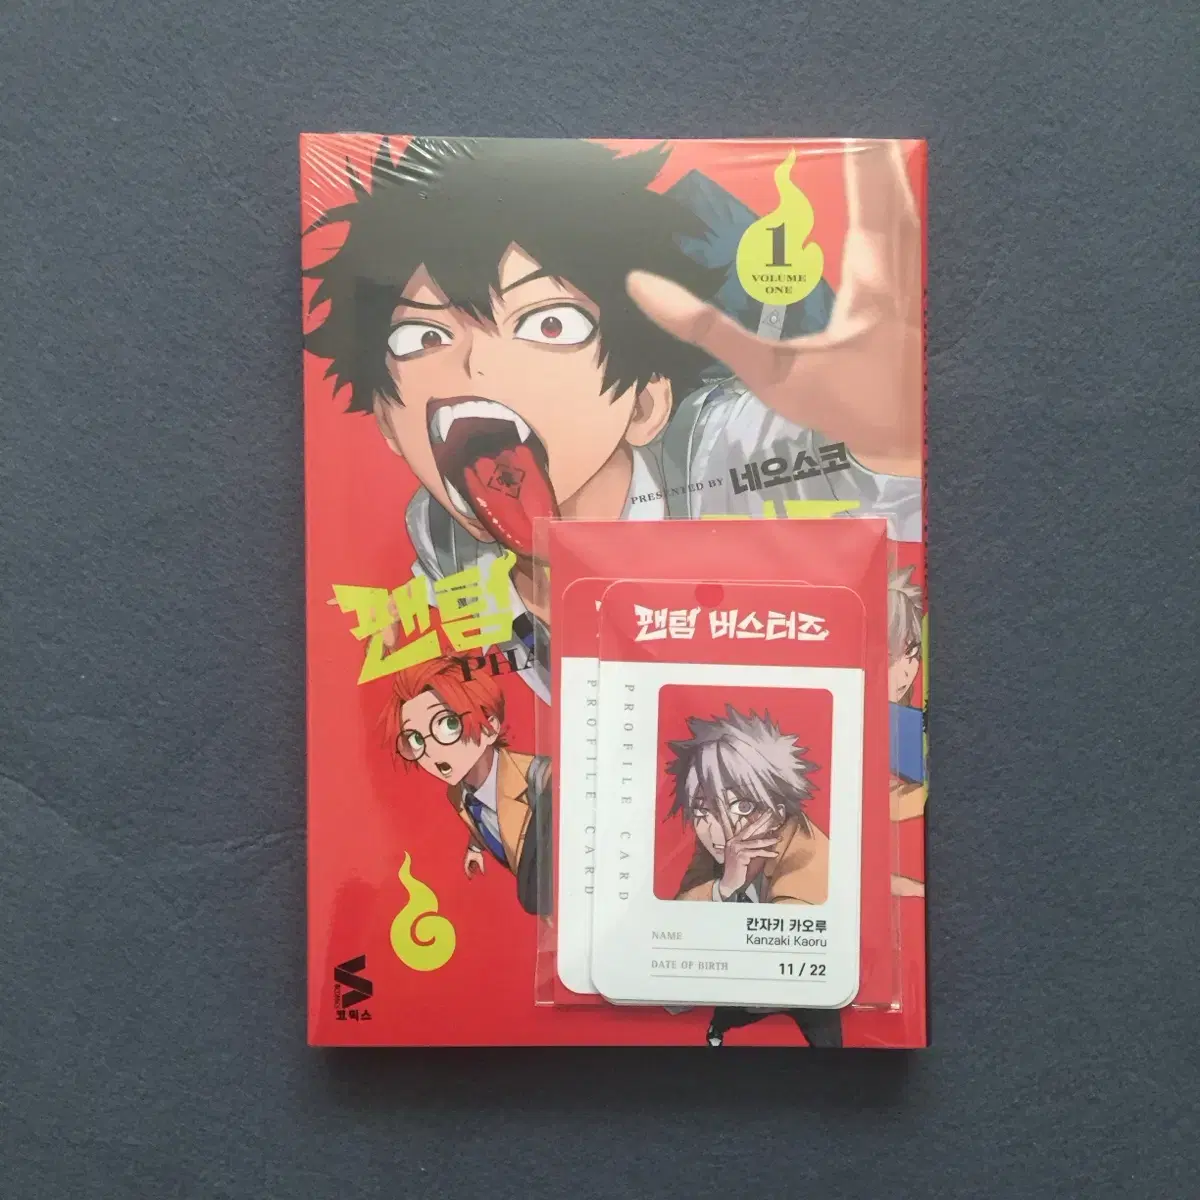 1
VOLUME
ONE
PRESENTED BY 네오쇼코
팬텀
PHA
팬텀 버스터즈
PROFILE CARD
PROFILE CARD
칸자키 카오루
NAME Kanzaki Kaoru
DATE OF BIRTH 11 / 22
코믹스